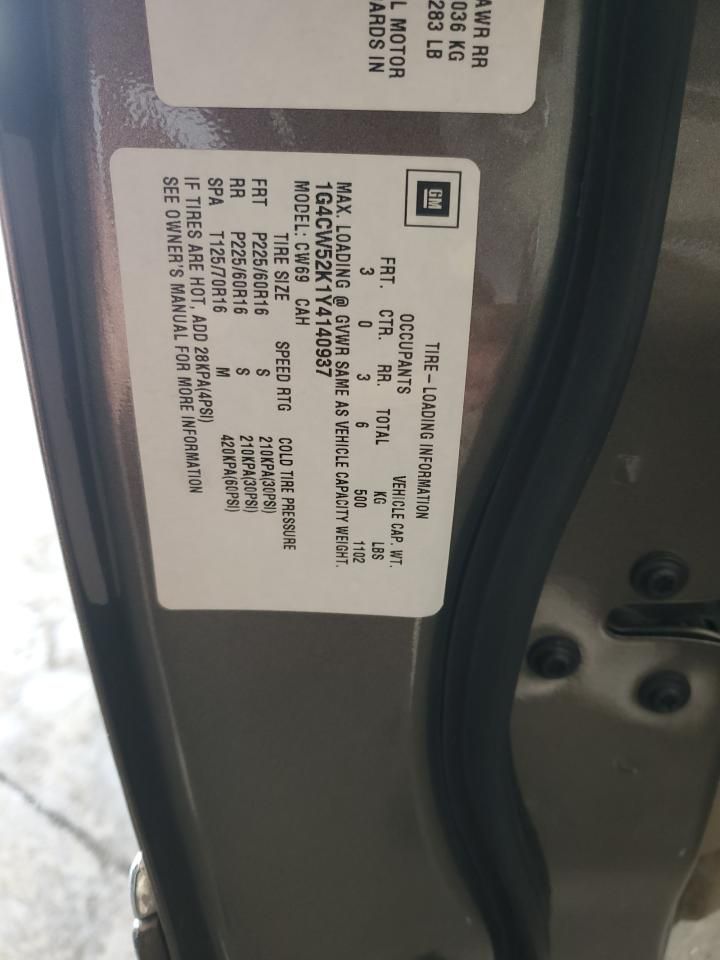 AWR RR
036 KG
283 LB
L MOTOR
ARDS IN
GM
TIRE-LOADING INFORMATION
OCCUPANTS VEHICLE CAP. WT.
FRT. CTR. RR. TOTAL KG LBS
3 0 3 6 500 1102
MAX. LOADING @ GVWR SAME AS VEHICLE CAPACITY WEIGHT.
1G4CW52K1Y4140937
MODEL: CW69 CAH
TIRE SIZE SPEED RTG COLD TIRE PRESSURE
FRT P225/60R16 S 210KPA(30PSI)
RR P225/60R16 S 210KPA(30PSI)
SPA T125/70R16 M 420KPA(60PSI)
IF TIRES ARE HOT, ADD 28KPA(4PSI)
SEE OWNER'S MANUAL FOR MORE INFORMATION